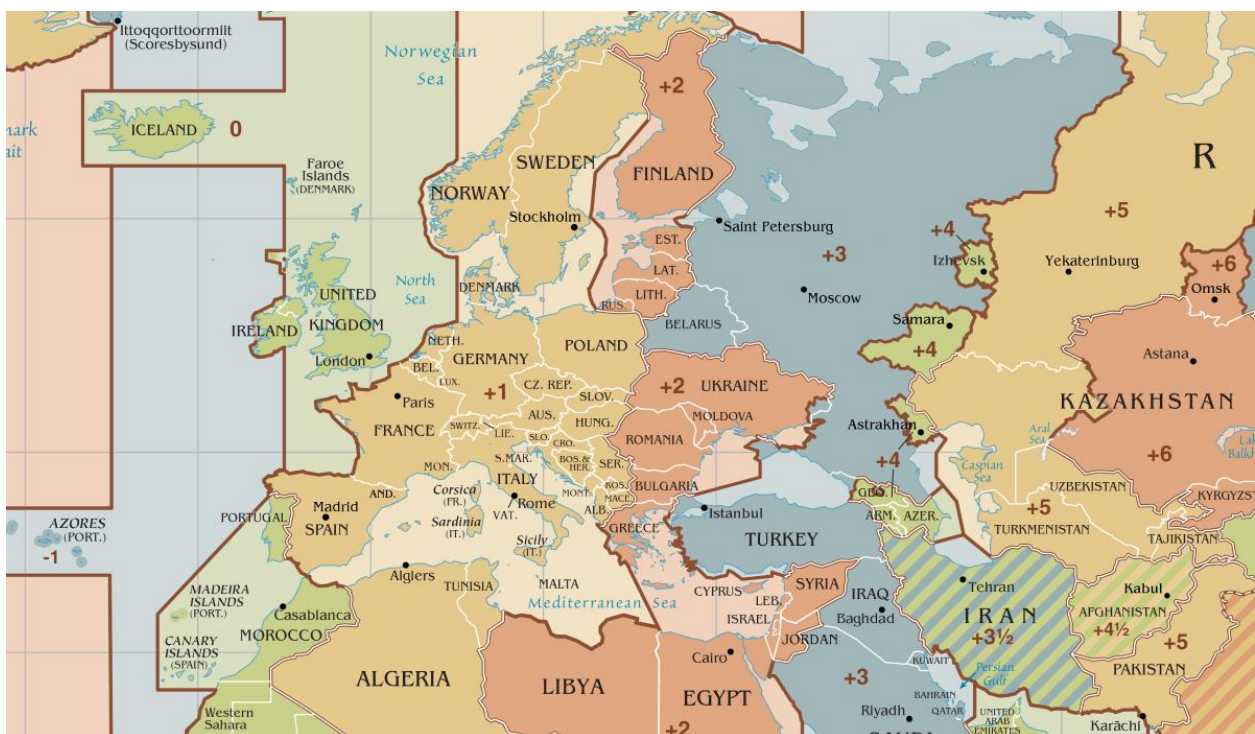 Ittoqqortoormiit
(Scoresbysund)
Norwegian
Sea
ICELAND
0
Faroe
Islands
(DENMARK)
NORWAY
SWEDEN
Stockholm
+2
FINLAND
Saint Petersburg
+3
Moscow
R
+5
+4
Izhevsk
Yekaterinburg
+6
Omsk
EST.
LAT.
LITH.
RUS.
BELARUS
North
Sea
DENMARK
UNITED
KINGDOM
IRELAND
London
NETH.
BEL.
LUX.
GERMANY
POLAND
+1
CZ. REP.
SLOV.
AUS.
HUNG.
Paris
FRANCE
SWITZ.
LIE.
SLO.
CRO.
BOS.&
HER.
SER.
S.MAR.
ITALY
MONT.
KOS.
MACE.
ALB.
MON.
AND.
Corsica
(FR.)
Rome
VAT.
Sardinia
(IT.)
Sicily
(IT.)
+2
UKRAINE
MOLDOVA
ROMANIA
BULGARIA
GREECE
Samara
+4
Astrakhan
+4
Astana
KAZAKHSTAN
Aral
Sea
+6
Caspian
Sea
UZBEKISTAN
+5
TURKMENISTAN
TAJIKISTAN
GEO.
ARM.
AZER.
Istanbul
TURKEY
Madrid
SPAIN
PORTUGAL
AZORES
(PORT.)
-1
MADEIRA
ISLANDS
(PORT.)
CANARY
ISLANDS
(SPAIN)
Casablanca
MOROCCO
Western
Sahara
Algiers
TUNISIA
ALGERIA
MALTA
Mediterranean Sea
LIBYA
EGYPT
+2
Cairo
CYPRUS
LEB.
ISRAEL
SYRIA
JORDAN
IRAQ
Baghdad
KUWAIT
+3
BAHRAIN
QATAR
Riyadh
Persian
Gulf
Tehran
IRAN
+3½
Kabul
AFGHANISTAN
+4½
+5
PAKISTAN
Karāchi
UNITED
ARAB
EMIRATES